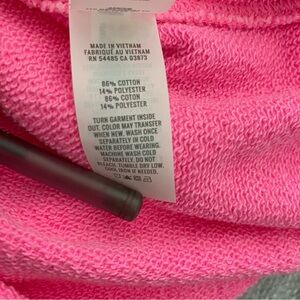 MADE IN VIETNAM
FABRIQUÉ AU VIETNAM
RN 54485 CA 03873
86% COTTON
14% POLYESTER
86% COTON
14% POLYESTER
TURN GARMENT INSIDE
OUT. COLOR MAY TRANSFER
WHEN NEW. WASH ONCE
SEPARATELY IN COLD
WATER BEFORE WEARING.
MACHINE WASH COLD
SEPARATELY. DO NOT
BLEACH. TUMBLE DRY LOW.
COOL IRON IF NEEDED.